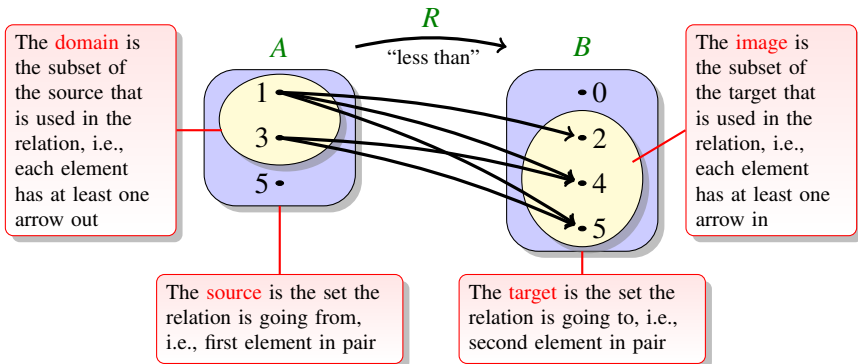 R
"less than"
A
B
The domain is
the subset of
the source that
is used in the
relation, i.e.,
each element
has at least one
arrow out
1
3
5
0
2
4
5
The image is
the subset of
the target that
is used in the
relation, i.e.,
each element
has at least one
arrow in
The source is the set the
relation is going from,
i.e., first element in pair
The target is the set the
relation is going to, i.e.,
second element in pair